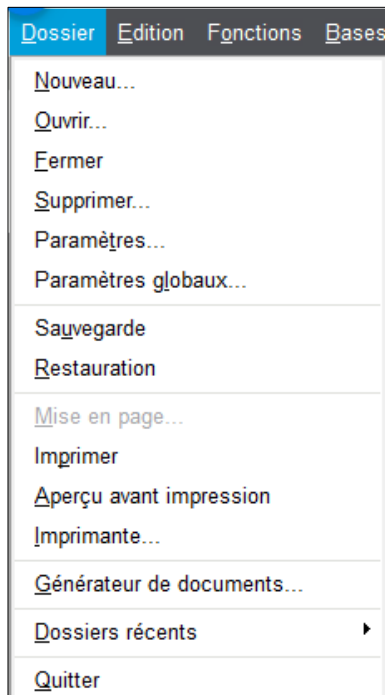 Dossier Edition Fonctions Bases
Nouveau...
Ouvrir...
Fermer
Supprimer...
Paramètres...
Paramètres globaux...
Sauvegarde
Restauration
Mise en page...
Imprimer
Aperçu avant impression
Imprimante...
Générateur de documents...
Dossiers récents
Quitter